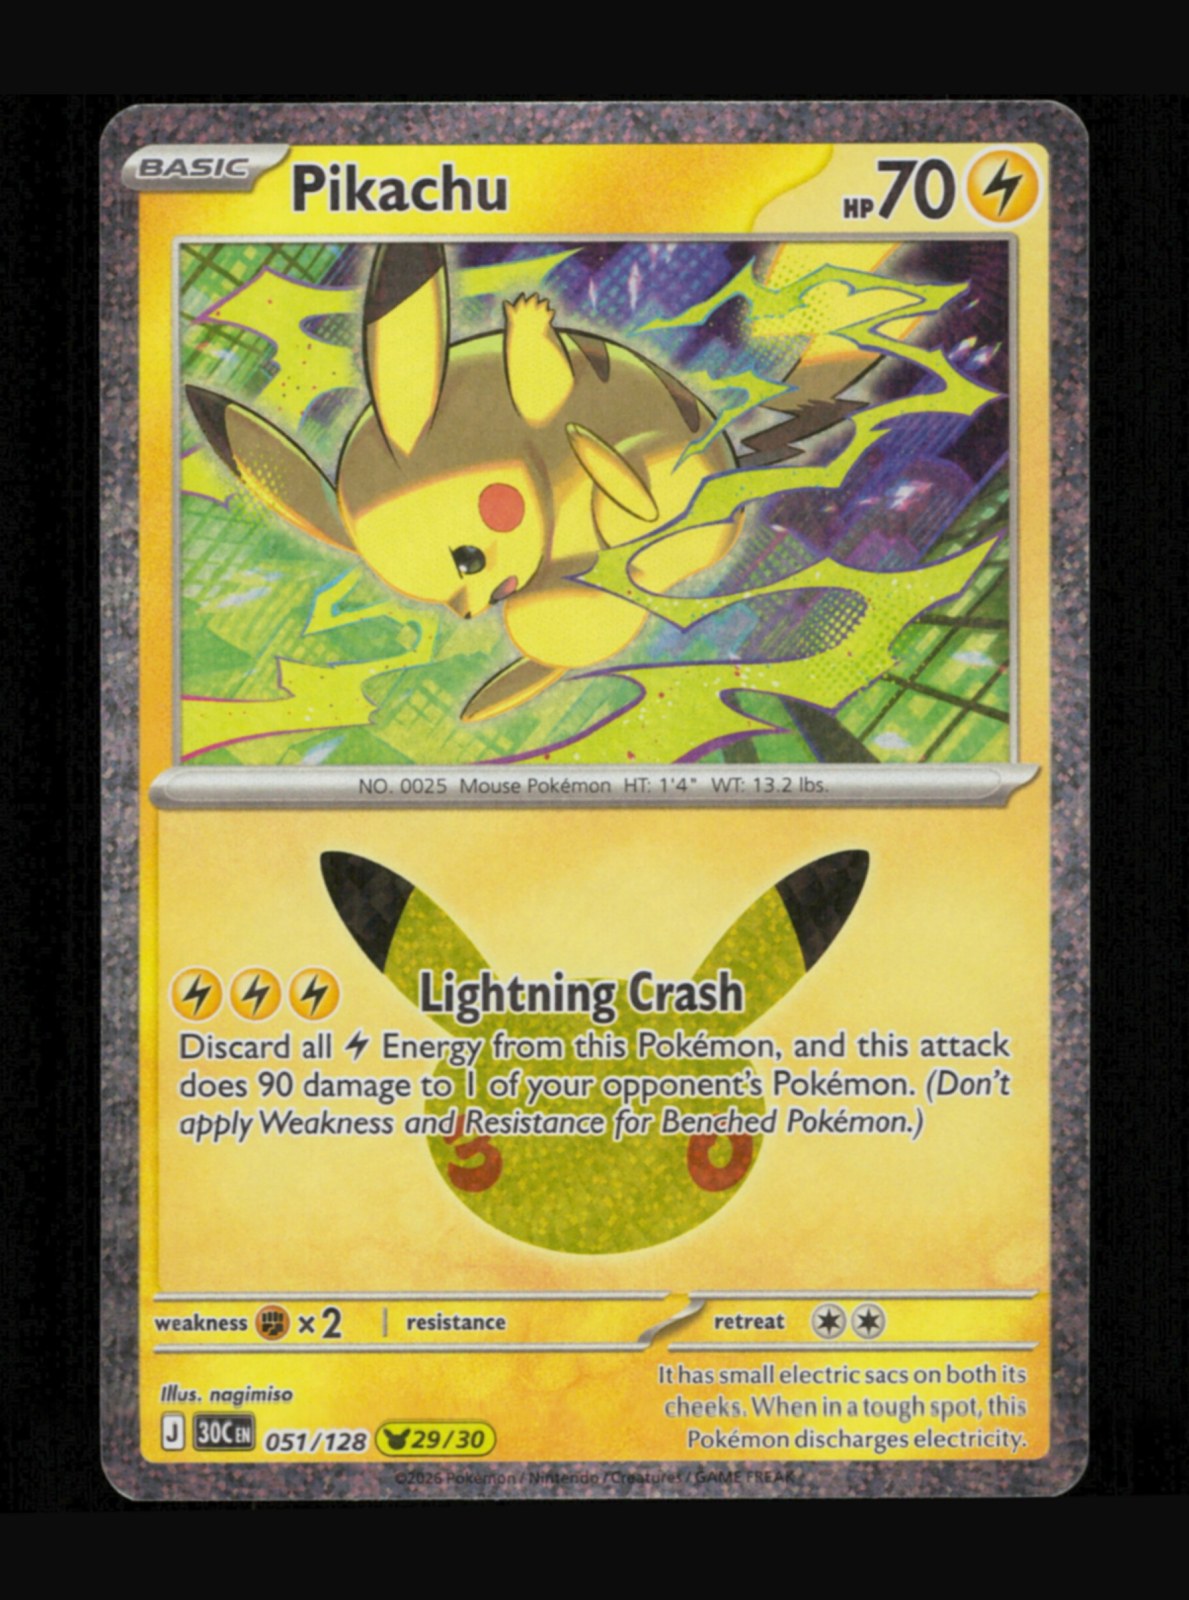 BASIC
Pikachu
HP 70
NO. 0025 Mouse Pokémon HT: 1'4" WT: 13.2 lbs.
Lightning Crash
Discard all Energy from this Pokémon, and this attack
does 90 damage to 1 of your opponent's Pokémon. (Don't
apply Weakness and Resistance for Benched Pokémon.)
30
weakness ×2 resistance
retreat
It has small electric sacs on both its
cheeks. When in a tough spot, this
Pokémon discharges electricity.
Illus. nagimiso
J 30C EN 051/128 29/30
©2026 Pokémon / Nintendo / Creatures / GAME FREAK